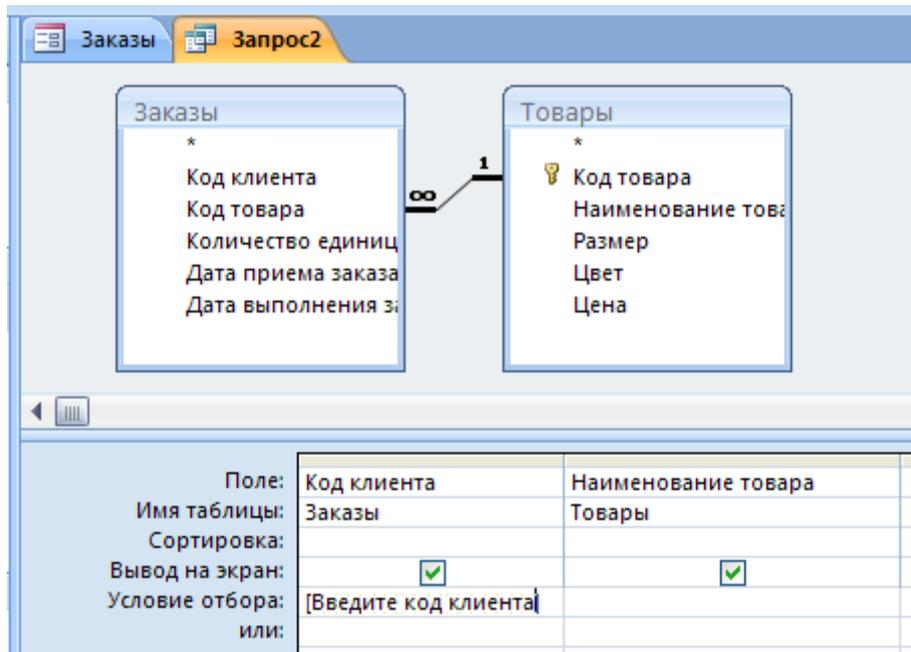 Заказы Запрос2
Заказы
*
Код клиента
Код товара
Количество единиц
Дата приема заказа
Дата выполнения за
∞ 1
Товары
*
Код товара
Наименование това
Размер
Цвет
Цена
Поле: Код клиента Наименование товара
Имя таблицы: Заказы Товары
Сортировка:
Вывод на экран:
Условие отбора: [Введите код клиента]
или: